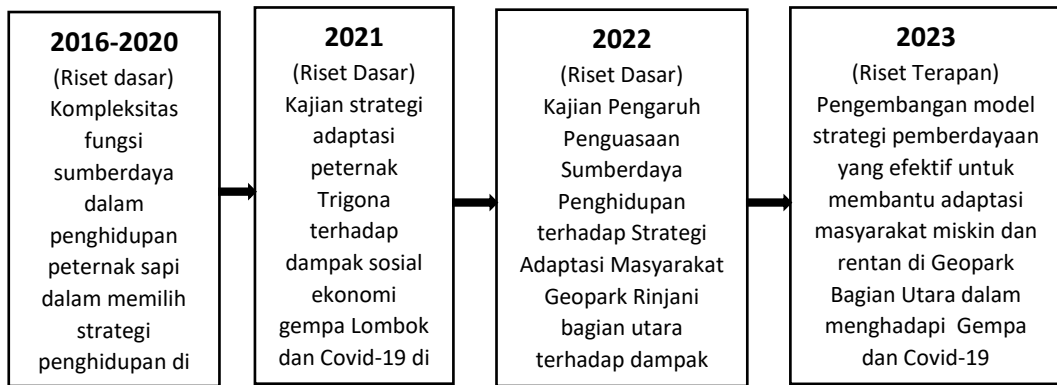 2016-2020
(Riset dasar)
Kompleksitas
fungsi
sumberdaya
dalam
penghidupan
peternak sapi
dalam memilih
strategi
penghidupan di
2021
(Riset Dasar)
Kajian strategi
adaptasi
peternak
Trigona
terhadap
dampak sosial
ekonomi
gempa Lombok
dan Covid-19 di
2022
(Riset Dasar)
Kajian Pengaruh
Penguasaan
Sumberdaya
Penghidupan
terhadap Strategi
Adaptasi Masyarakat
Geopark Rinjani
bagian utara
terhadap dampak
2023
(Riset Terapan)
Pengembangan model
strategi pemberdayaan
yang efektif untuk
membantu adaptasi
masyarakat miskin dan
rentan di Geopark
Bagian Utara dalam
menghadapi Gempa
dan Covid-19